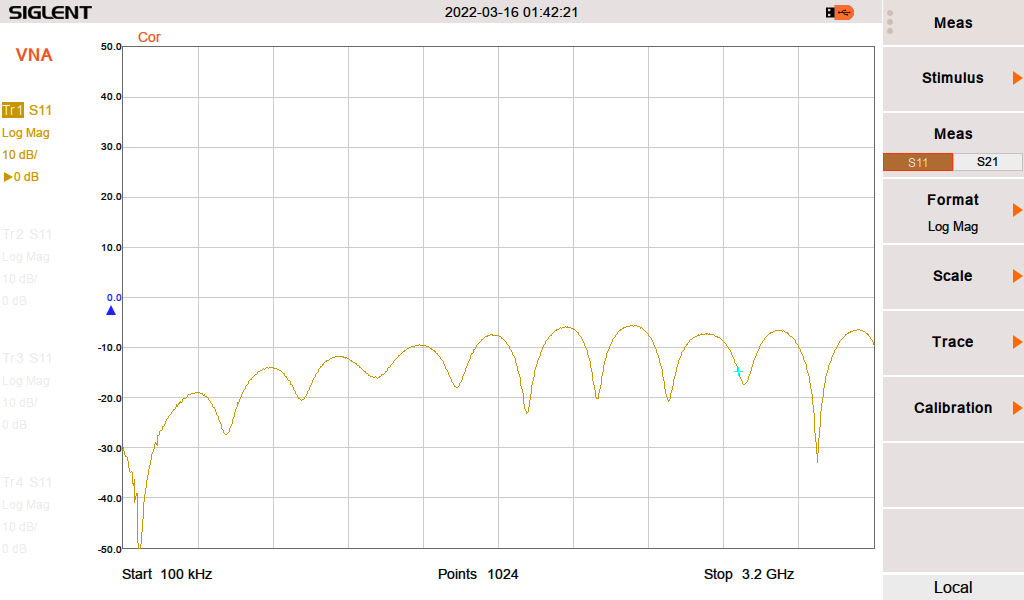 SIGLENT
2022-03-16 01:42:21
VNA
Cor
Tr1 S11
Log Mag
10 dB/
0 dB
Tr2 S11
Log Mag
10 dB/
0 dB
Tr3 S11
Log Mag
10 dB/
0 dB
Tr4 S11
Log Mag
10 dB/
0 dB
50.0
40.0
30.0
20.0
10.0
0.0
-10.0
-20.0
-30.0
-40.0
-50.0
Start 100 kHz
Points 1024
Stop 3.2 GHz
Meas
Stimulus
Meas
S11 S21
Format
Log Mag
Scale
Trace
Calibration
Local